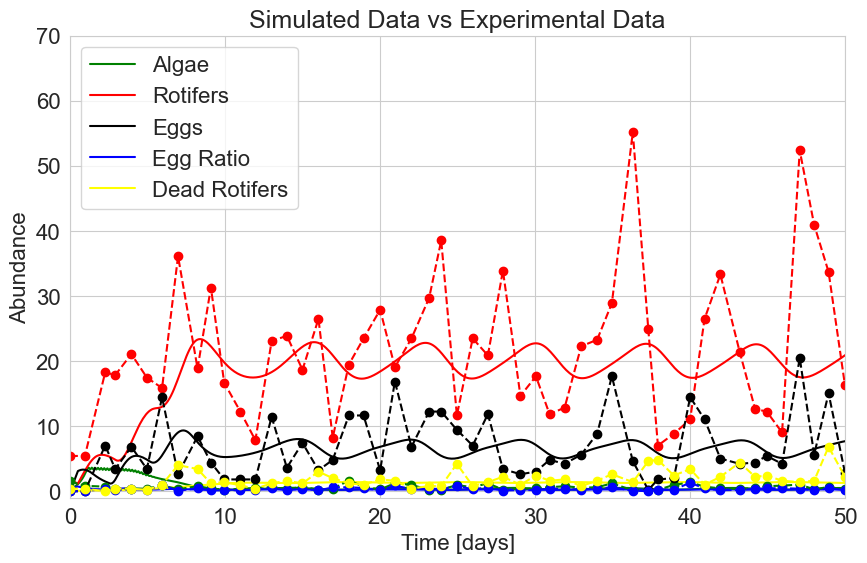 Simulated Data vs Experimental Data
70
60
50
40
30
20
10
0
Abundance
Algae
Rotifers
Eggs
Egg Ratio
Dead Rotifers
0 10 20 30 40 50
Time [days]